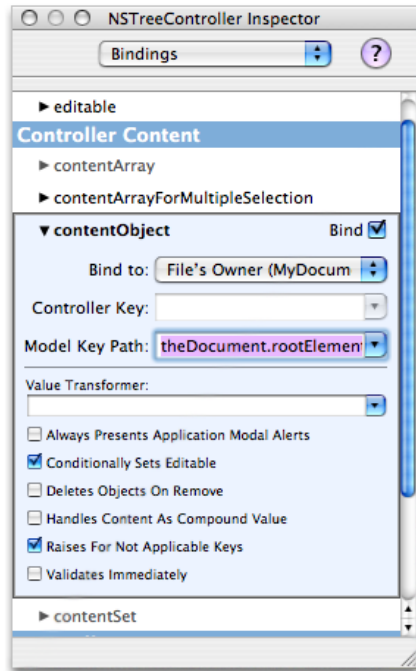 NSTreeController Inspector
Bindings
?
editable
Controller Content
contentArray
contentArrayForMultipleSelection
contentObject Bind
Bind to: File's Owner (MyDocum
Controller Key:
Model Key Path: theDocument.rootElemen
Value Transformer:
Always Presents Application Modal Alerts
Conditionally Sets Editable
Deletes Objects On Remove
Handles Content As Compound Value
Raises For Not Applicable Keys
Validates Immediately
contentSet